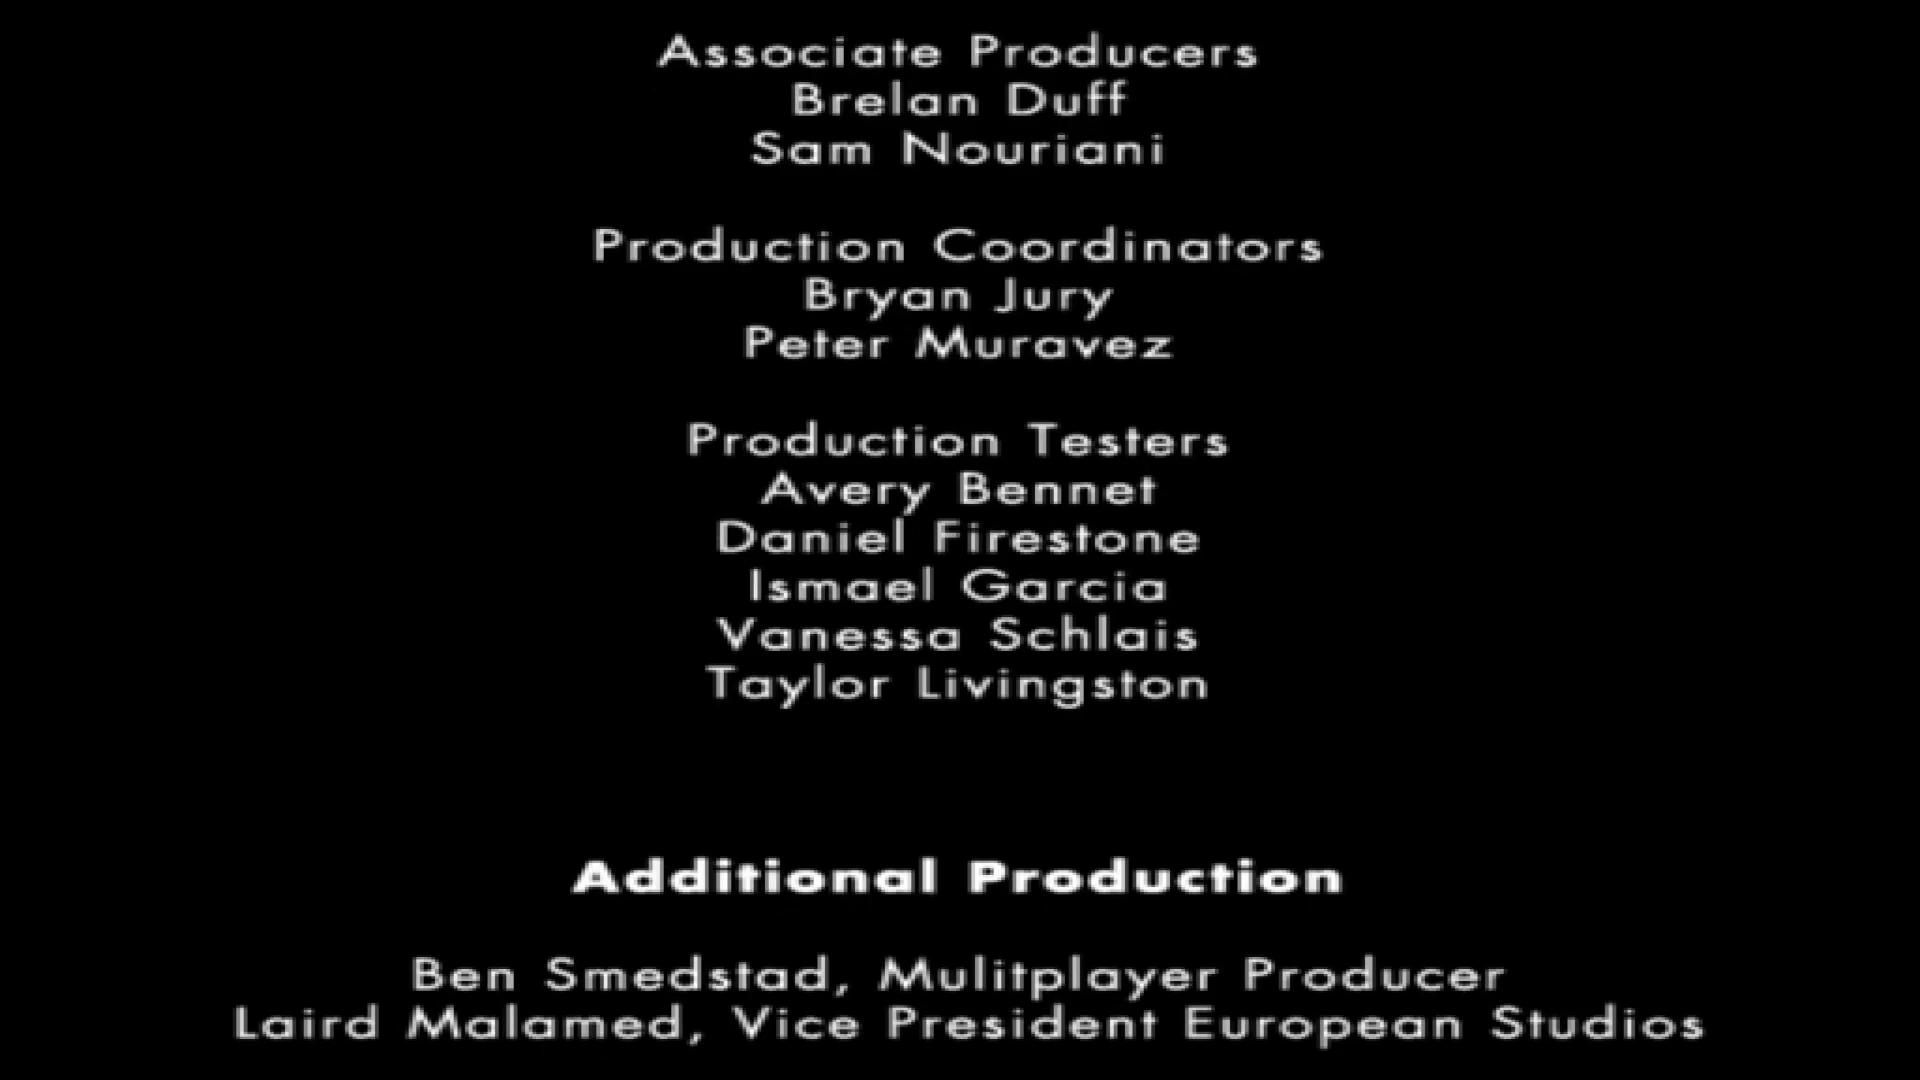 Associate Producers
Brelan Duff
Sam Nouriani
Production Coordinators
Bryan Jury
Peter Muravez
Production Testers
Avery Bennet
Daniel Firestone
Ismael Garcia
Vanessa Schlais
Taylor Livingston
Additional Production
Ben Smedstad, Mulitplayer Producer
Laird Malamed, Vice President European Studios